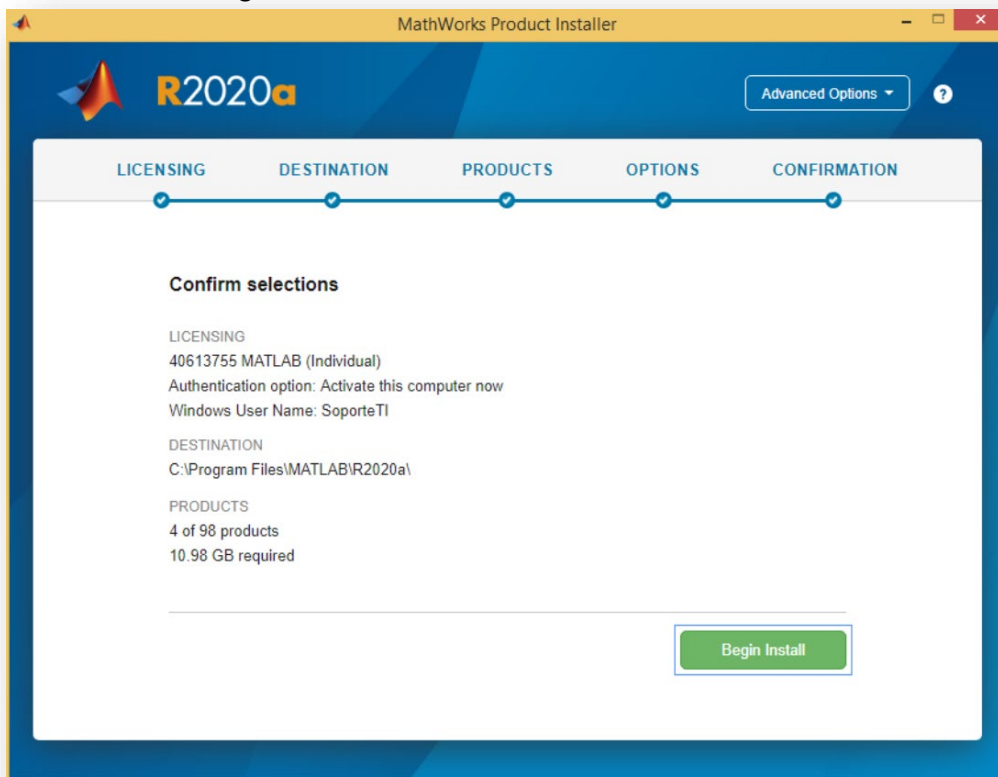 MathWorks Product Installer
R2020a
Advanced Options
?
LICENSING DESTINATION PRODUCTS OPTIONS CONFIRMATION
Confirm selections
LICENSING
40613755 MATLAB (Individual)
Authentication option: Activate this computer now
Windows User Name: SoporteTI
DESTINATION
C:\Program Files\MATLAB\R2020a\
PRODUCTS
4 of 98 products
10.98 GB required
Begin Install